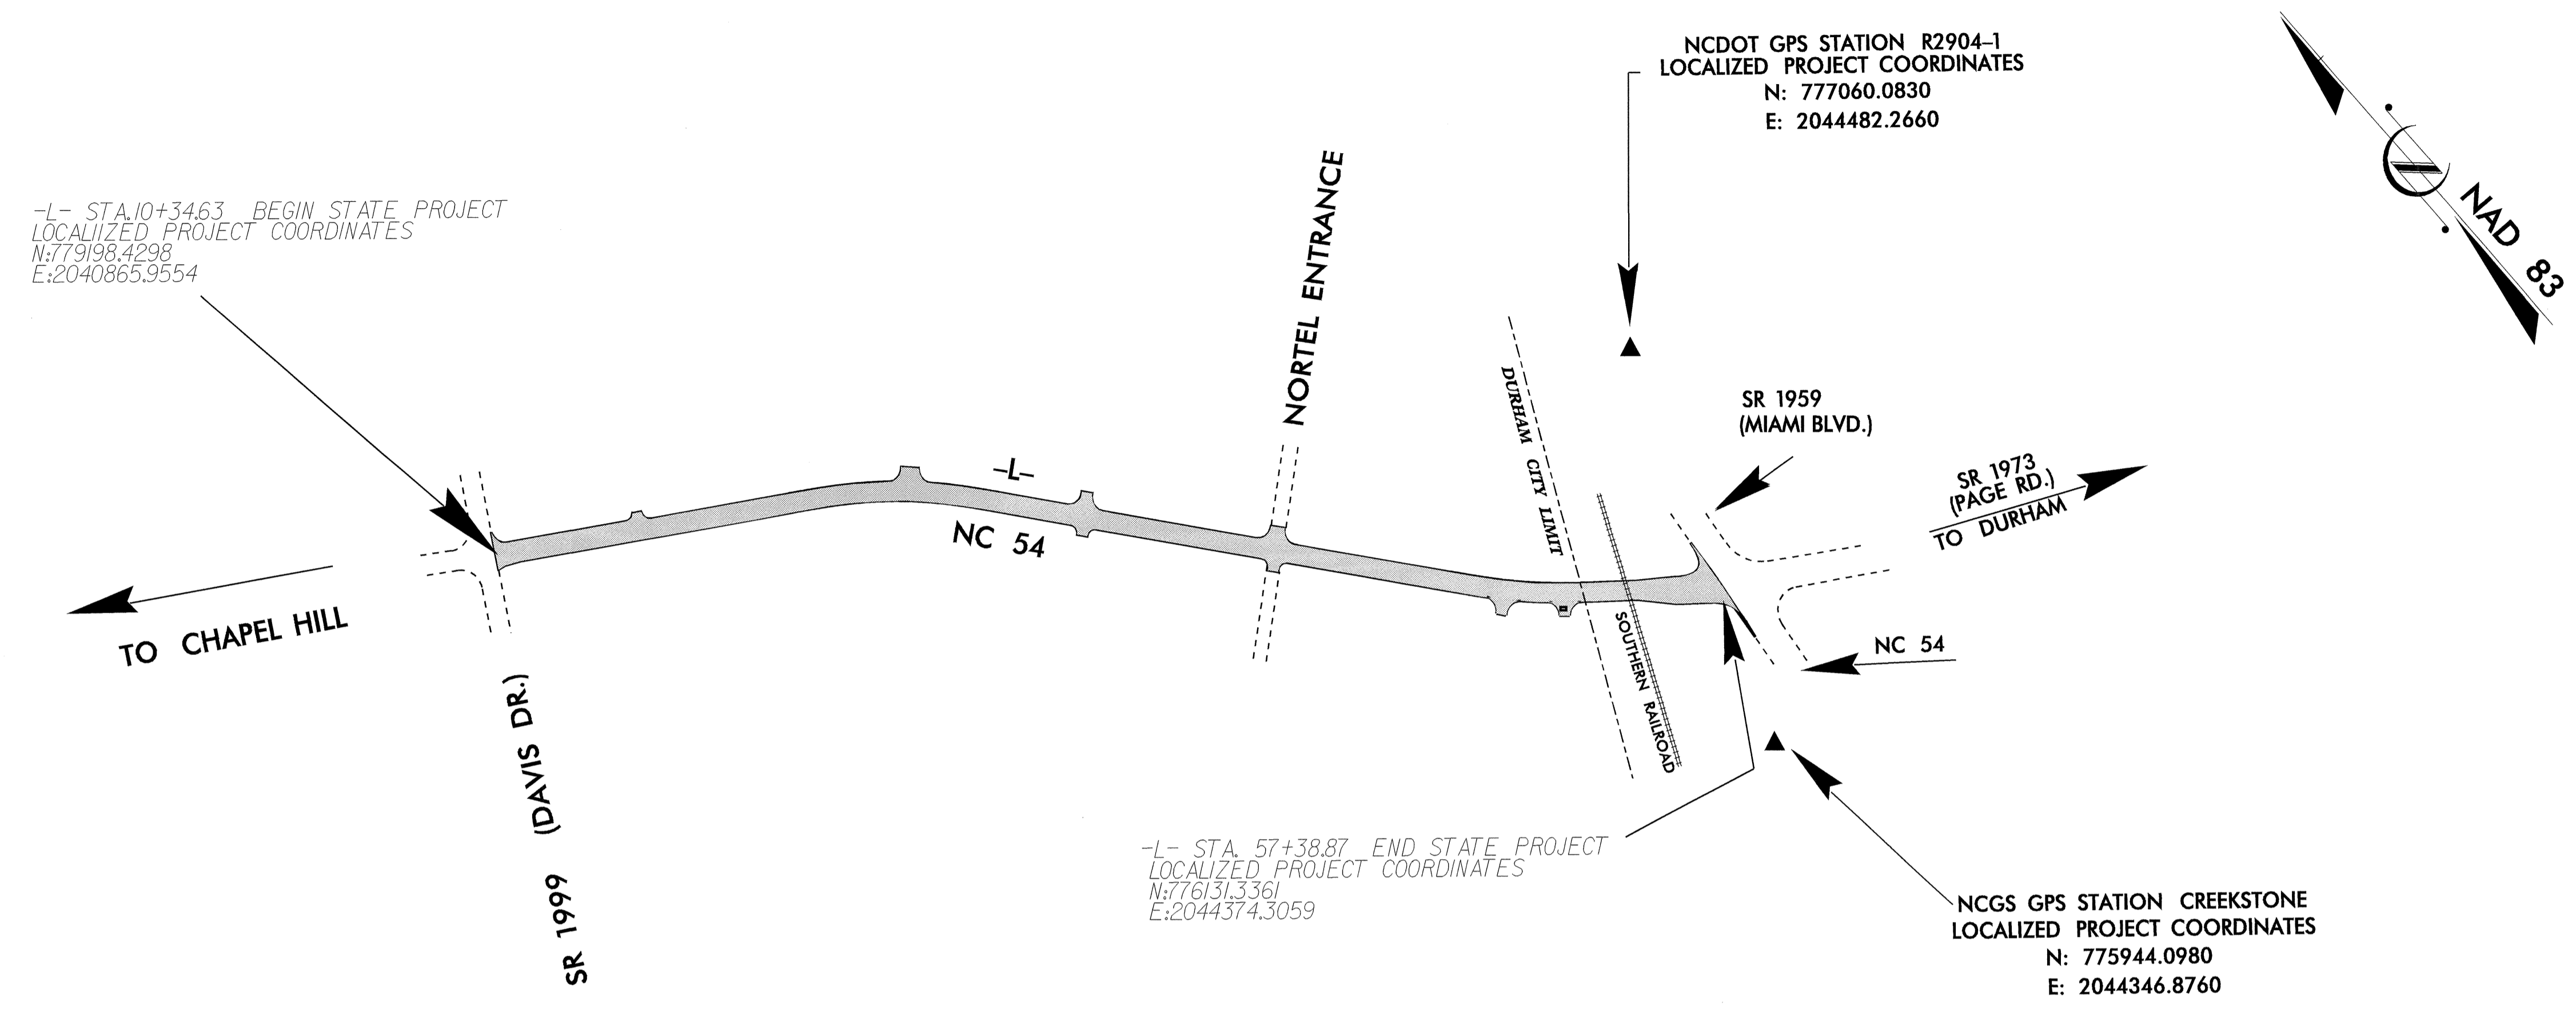 NCDOT GPS STATION R2904-1
LOCALIZED PROJECT COORDINATES
N: 777060.0830
E: 2044482.2660
NAD 83
-L- STA.10+34.63 BEGIN STATE PROJECT
LOCALIIZED PROJECT COORDINATES
N:779198.4298
E:2040865.9554
NORTEL ENTRANCE
DURHAM CITY LIMIT
SR 1959
(MIAMI BLVD.)
SR 1973
(PAGE RD.)
TO DURHAM
-L-
NC 54
TO CHAPEL HILL
SR 1999 (DAVIS DR.)
SOUTHERN RAILROAD
NC 54
-L- STA. 57+38.87 END STATE PROJECT
LOCALIZED PROJECT COORDINATES
N:776131.3361
E:2044374.3059
NCGS GPS STATION CREEKSTONE
LOCALIZED PROJECT COORDINATES
N: 775944.0980
E: 2044346.8760